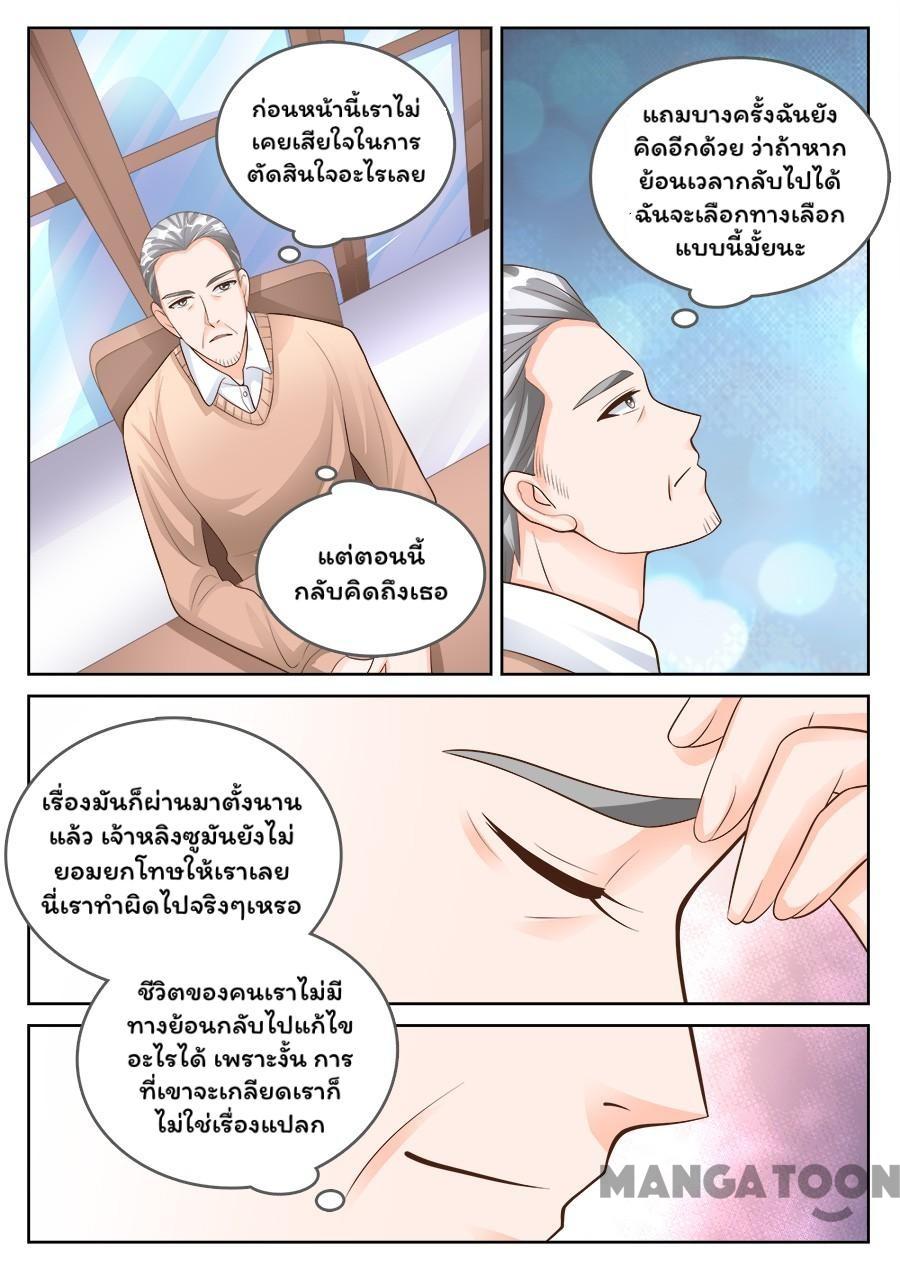 ก่อนหน้านี้เราไม่
เคยเสียใจในการ
ตัดสินใจอะไรเลย
แต่ตอนนี้
กลับคิดถึงเธอ
แถมบางครั้งฉันยัง
คิดอีกด้วย ว่าถ้าหาก
ย้อนเวลากลับไปได้
ฉันจะเลือกทางเลือก
แบบนี้มั้ยนะ
เรื่องมันก็ผ่านมาตั้งนาน
แล้ว เจ้าหลิงซูมันยังไม่
ยอมยกโทษให้เราเลย
นี่เราทำผิดไปจริงๆเหรอ
ชีวิตของคนเราไม่มี
ทางย้อนกลับไปแก้ไข
อะไรได้ เพราะงั้น การ
ที่เขาจะเกลียดเราก็
ไม่ใช่เรื่องแปลก
MANGATOON